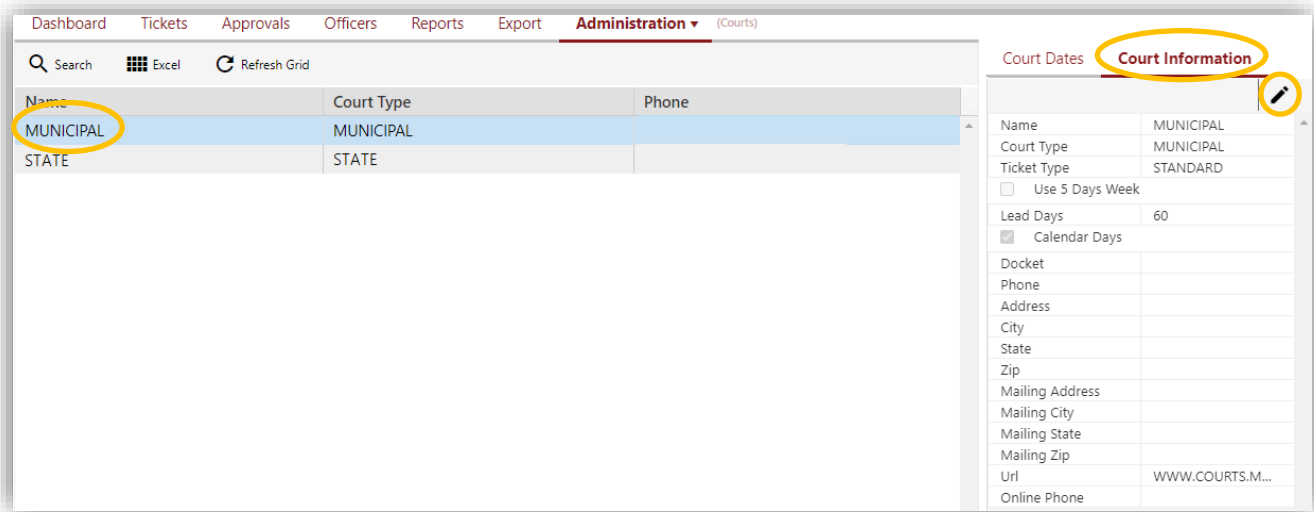 Dashboard Tickets Approvals Officers Reports Export Administration ▾ (Courts)
Search Excel Refresh Grid
Name Court Type Phone
MUNICIPAL MUNICIPAL
STATE STATE
Court Dates Court Information
Name MUNICIPAL
Court Type MUNICIPAL
Ticket Type STANDARD
Use 5 Days Week
Lead Days 60
Calendar Days
Docket
Phone
Address
City
State
Zip
Mailing Address
Mailing City
Mailing State
Mailing Zip
Url WWW.COURTS.M...
Online Phone